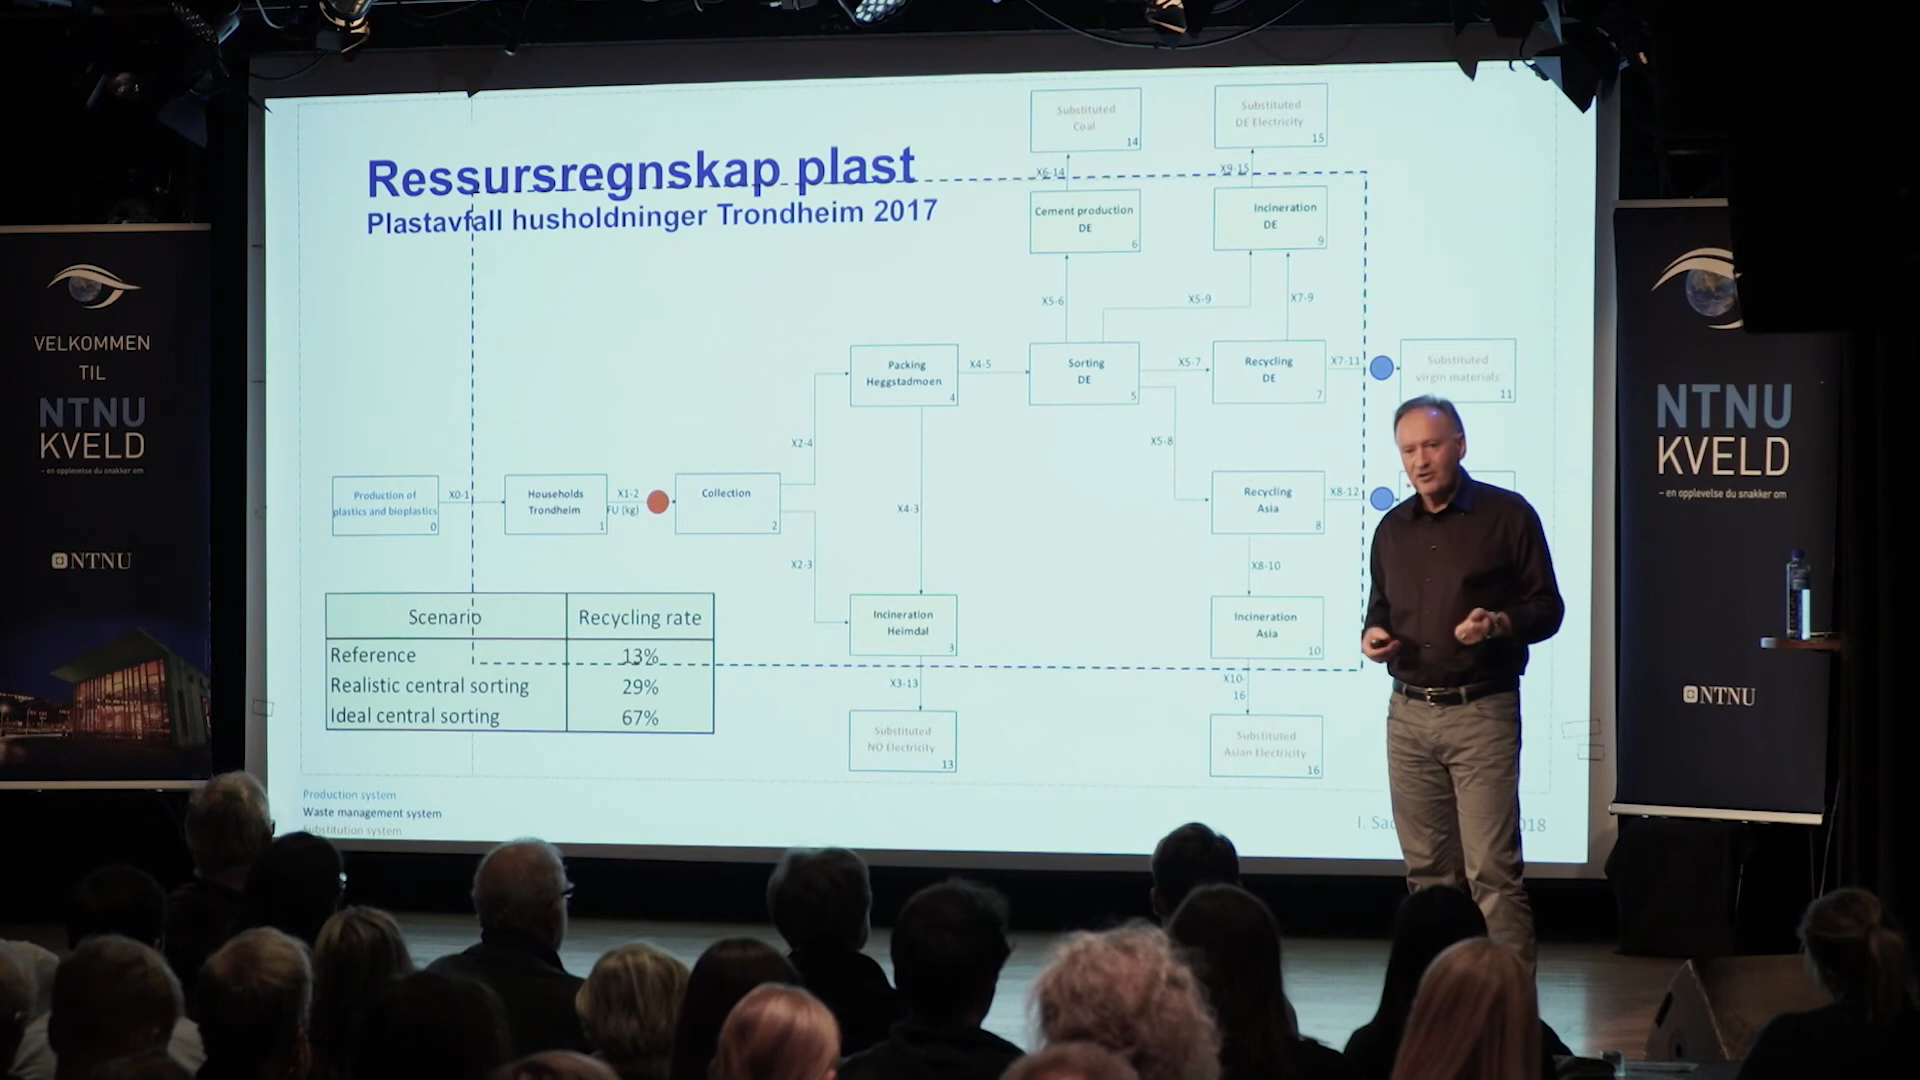 VELKOMMEN
TIL
NTNU
KVELD
– en opplevelse du snakker om
NTNU
Ressursregnskap plast
Plastavfall husholdninger Trondheim 2017
Substituted
Coal
14
Substituted
DE Electricity
15
X6-14
X9-15
Cement production
DE
6
Incineration
DE
9
X5-6
X5-9
X7-9
Packing
Heggstadmoen
4
X4-5
Sorting
DE
5
X5-7
Recycling
DE
7
X7-11
Substituted
virgin materials
11
X2-4
X5-8
Production of
plastics and bioplastics
0
X0-1
Households
Trondheim
1
X1-2
FU (kg)
Collection
2
X4-3
Recycling
Asia
8
X8-12
X2-3
X8-10
Incineration
Heimdal
3
Incineration
Asia
10
X3-13
X10-
16
Substituted
NO Electricity
13
Substituted
Asian Electricity
16
Scenario Recycling rate
Reference 13%
Realistic central sorting 29%
Ideal central sorting 67%
Production system
Waste management system
Substitution system
NTNU
KVELD
– en opplevelse du snakker om
NTNU